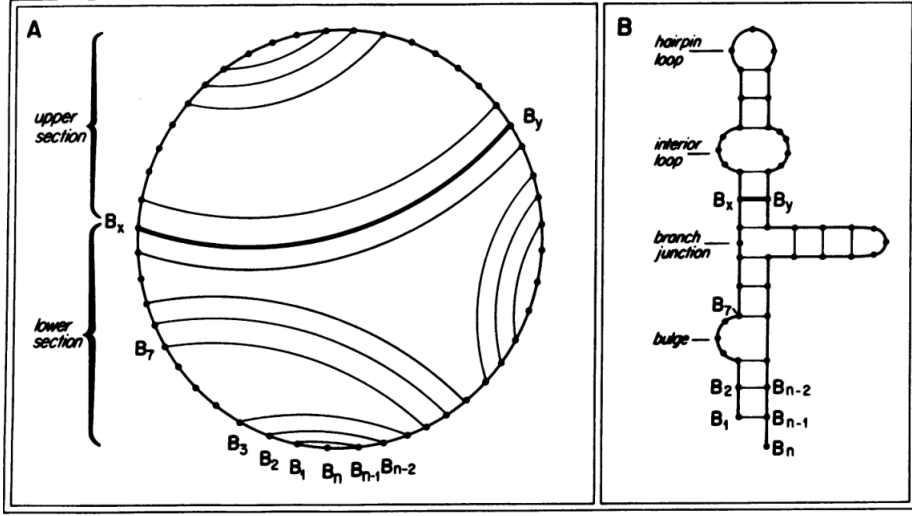 A
upper
section
By
Bx
lower
section
B7
B3
B2
B1
Bn
Bn-1
Bn-2
B
hairpin
loop
interior
loop
Bx
By
branch
junction
B7
bulge
B2
Bn-2
B1
Bn-1
Bn